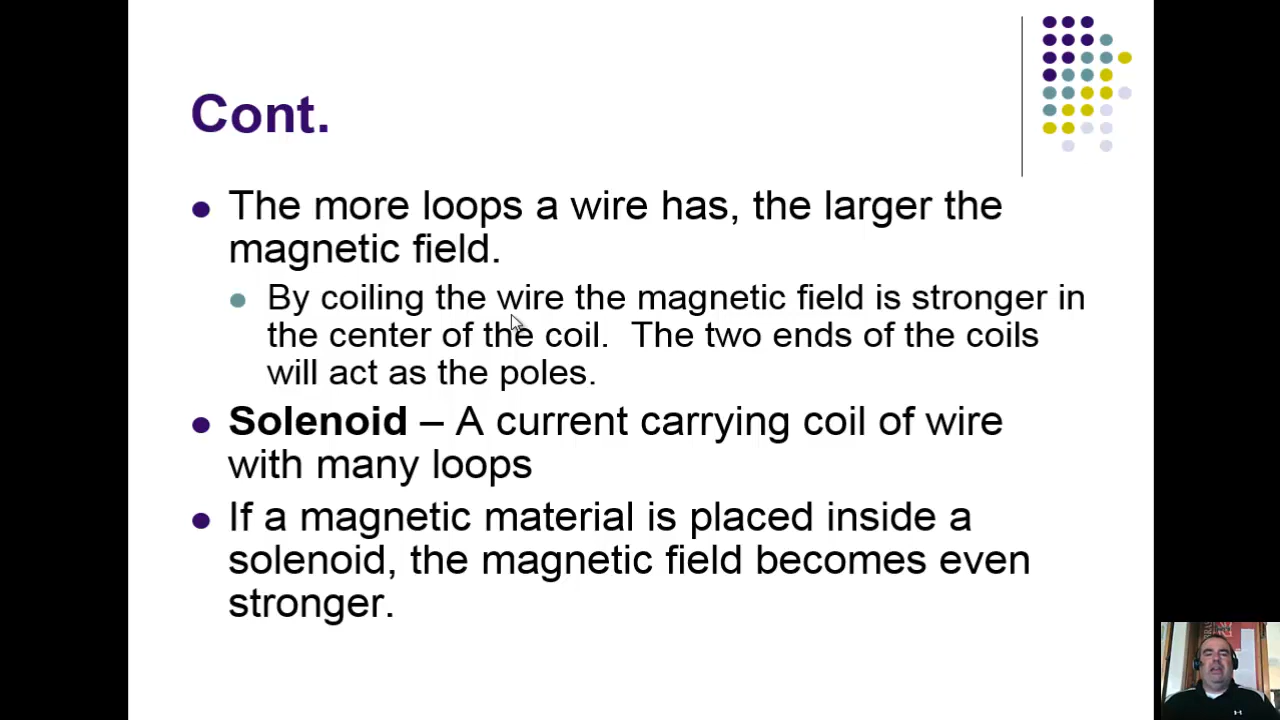 Cont.
The more loops a wire has, the larger the
magnetic field.
By coiling the wire the magnetic field is stronger in
the center of the coil.  The two ends of the coils
will act as the poles.
Solenoid – A current carrying coil of wire
with many loops
If a magnetic material is placed inside a
solenoid, the magnetic field becomes even
stronger.